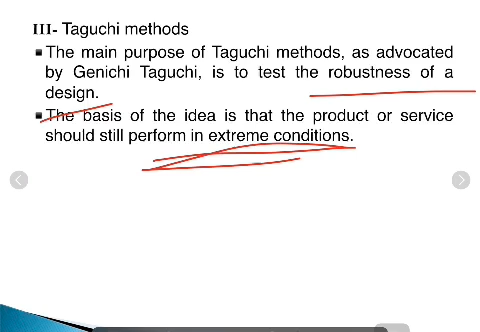 III- Taguchi methods
The main purpose of Taguchi methods, as advocated
by Genichi Taguchi, is to test the robustness of a
design.
The basis of the idea is that the product or service
should still perform in extreme conditions.